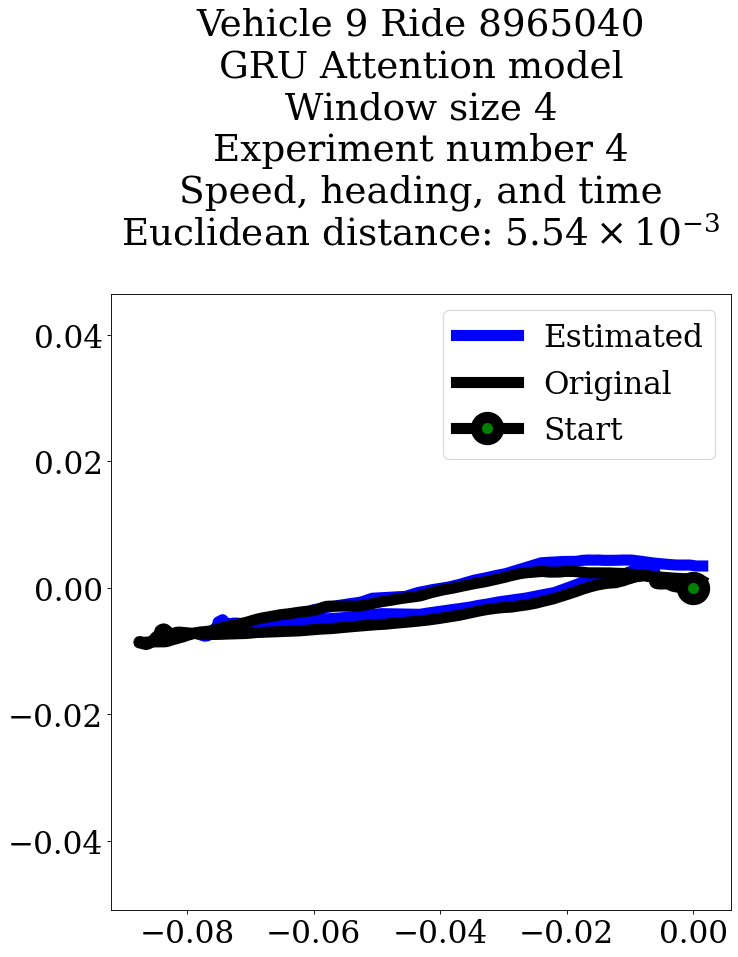 Vehicle 9 Ride 8965040
GRU Attention model
Window size 4
Experiment number 4
Speed, heading, and time
Euclidean distance: 5.54 × 10⁻³
Estimated
Original
Start
0.04
0.02
0.00
−0.02
−0.04
−0.08
−0.06
−0.04
−0.02
0.00